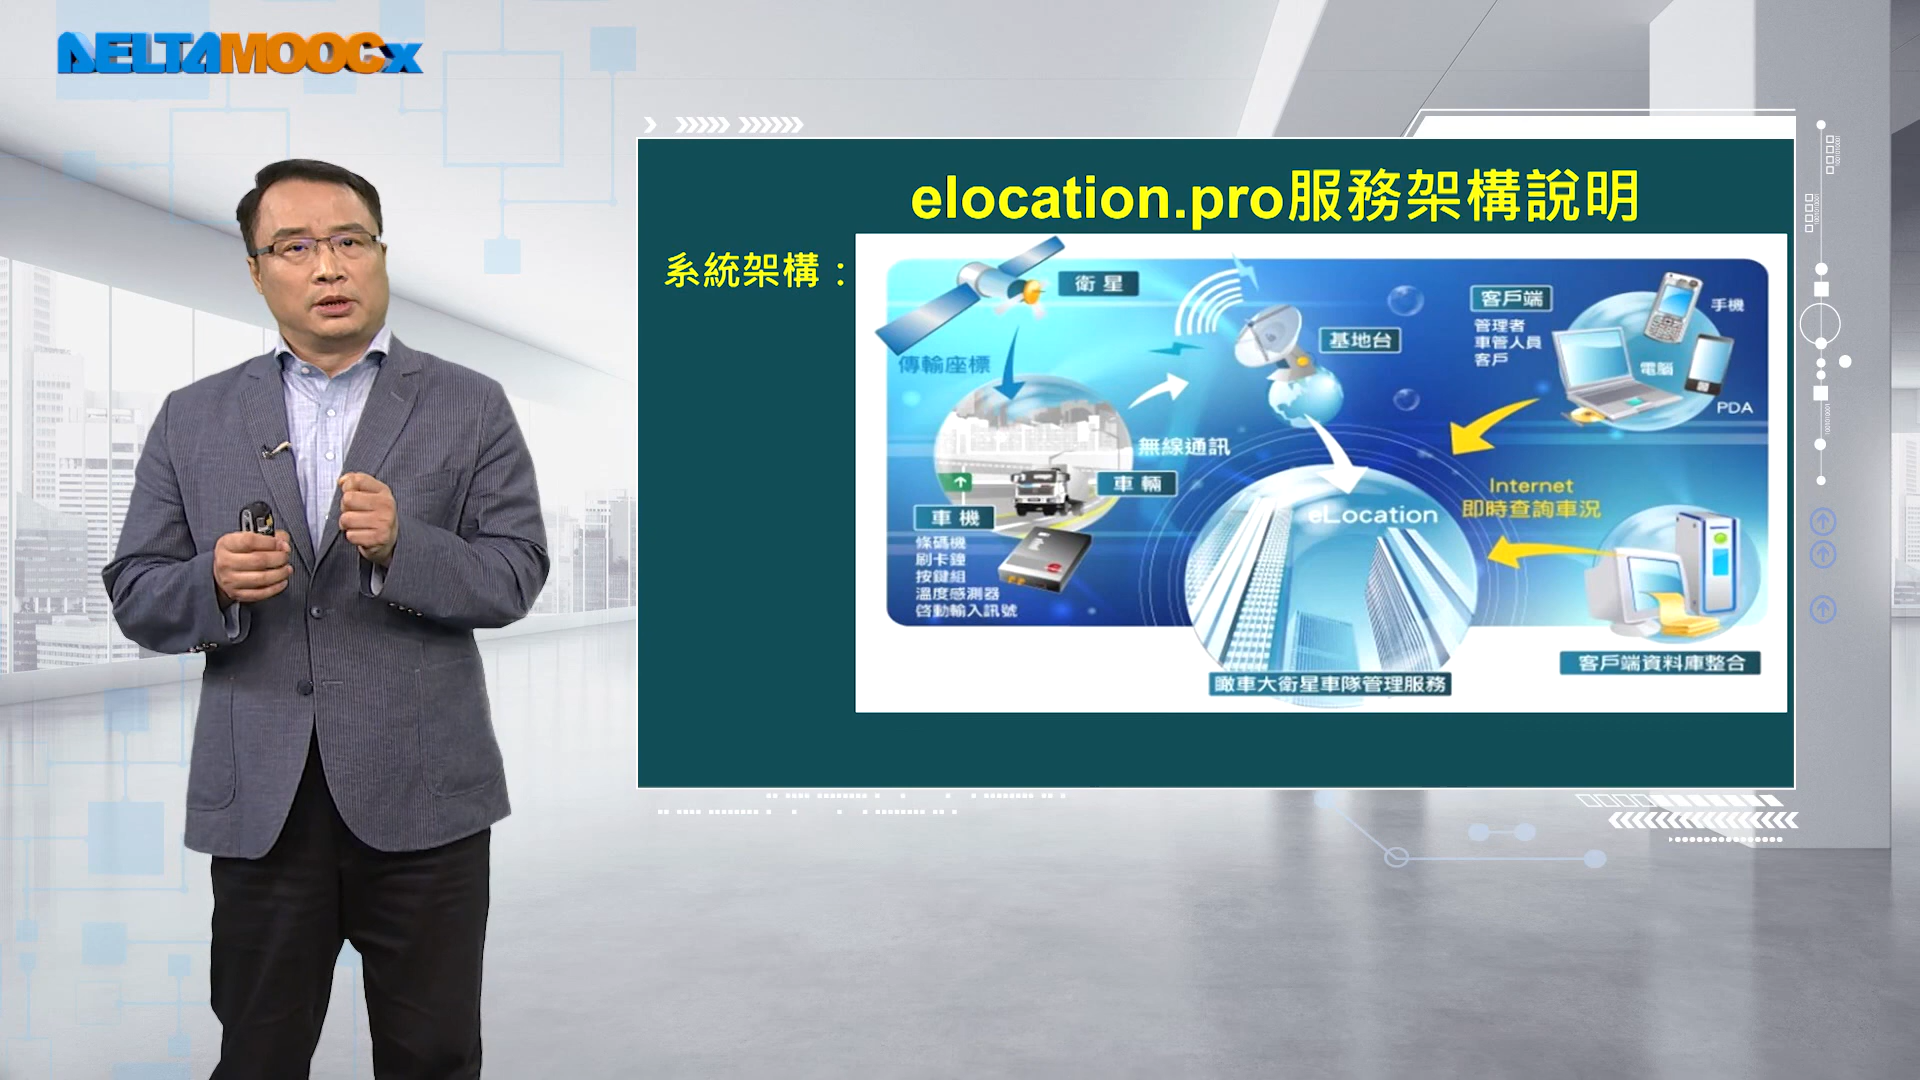 DELTAMOOCx
elocation.pro服務架構說明
系統架構：
衛星
傳輸座標
基地台
客戶端
管理者
車管人員
客戶
手機
電腦
PDA
無線通訊
車輛
車機
條碼機
刷卡鐘
按鍵組
溫度感測器
啓動輸入訊號
eLocation
Internet
即時查詢車況
瞰車大衛星車隊管理服務
客戶端資料庫整合